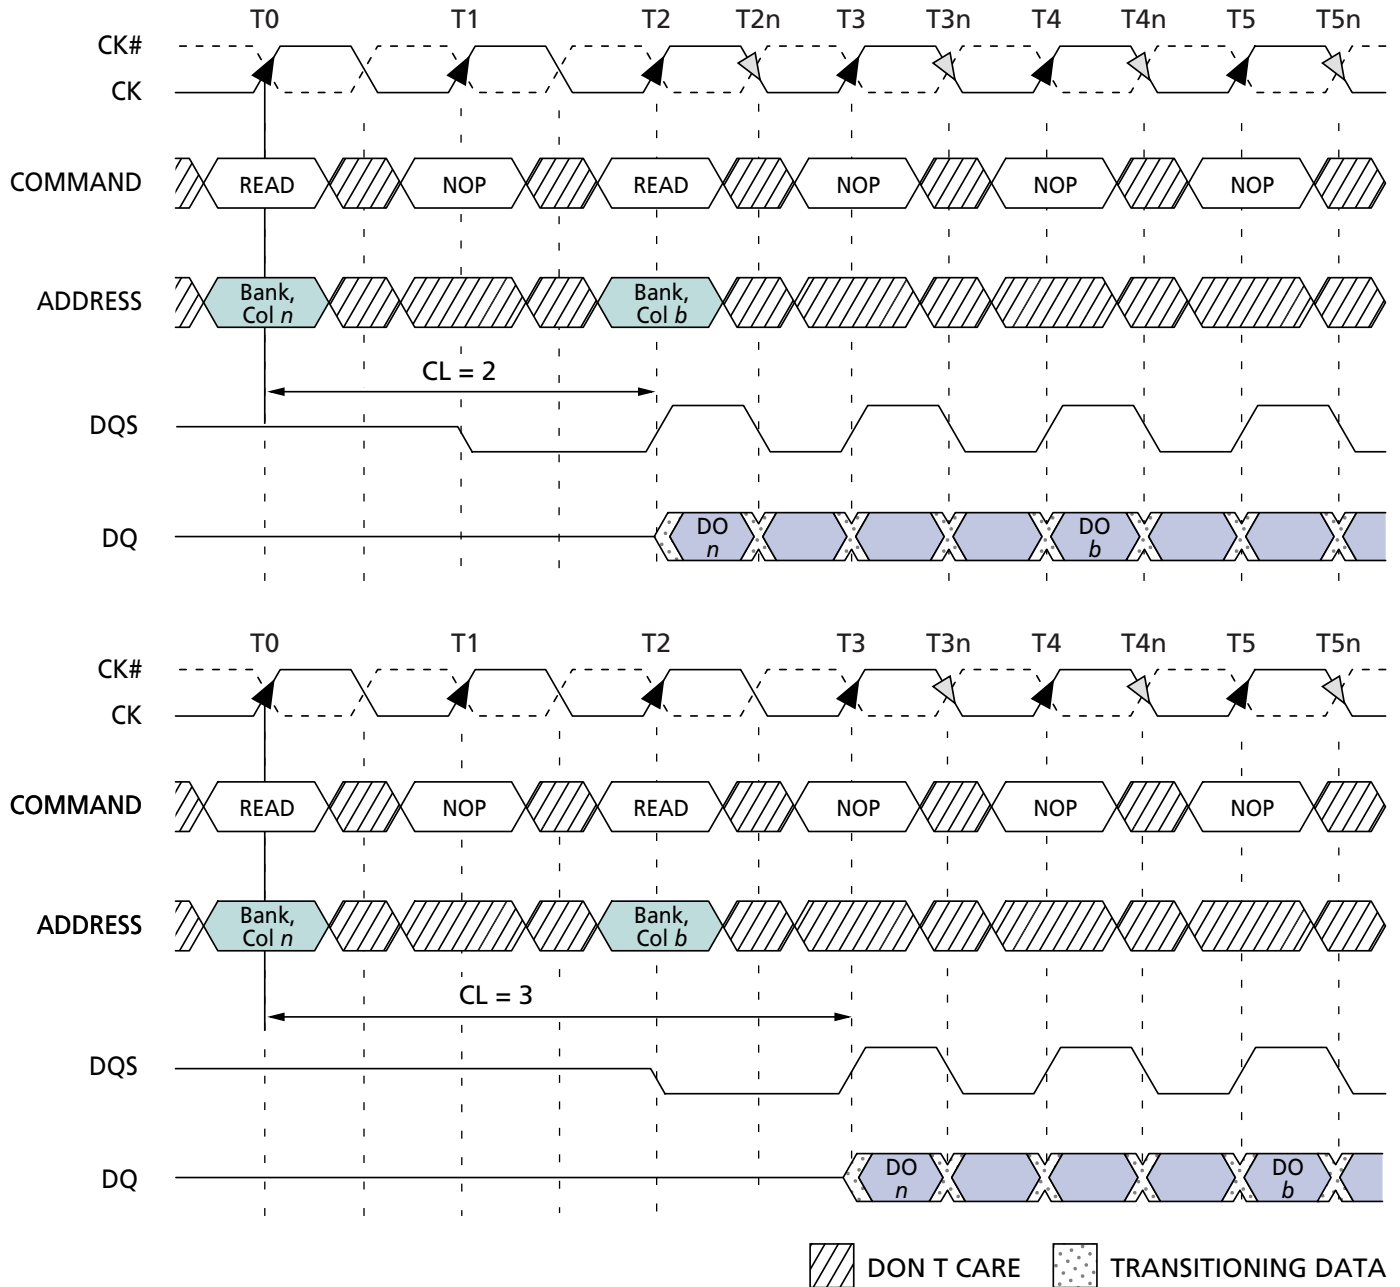 T0 T1 T2 T2n T3 T3n T4 T4n T5 T5n
CK#
CK
COMMAND READ NOP READ NOP NOP NOP
ADDRESS Bank, Col n Bank, Col b
CL = 2
DQS
DQ DO n DO b
T0 T1 T2 T3 T3n T4 T4n T5 T5n
CK#
CK
COMMAND READ NOP READ NOP NOP NOP
ADDRESS Bank, Col n Bank, Col b
CL = 3
DQS
DQ DO n DO b
DON T CARE TRANSITIONING DATA